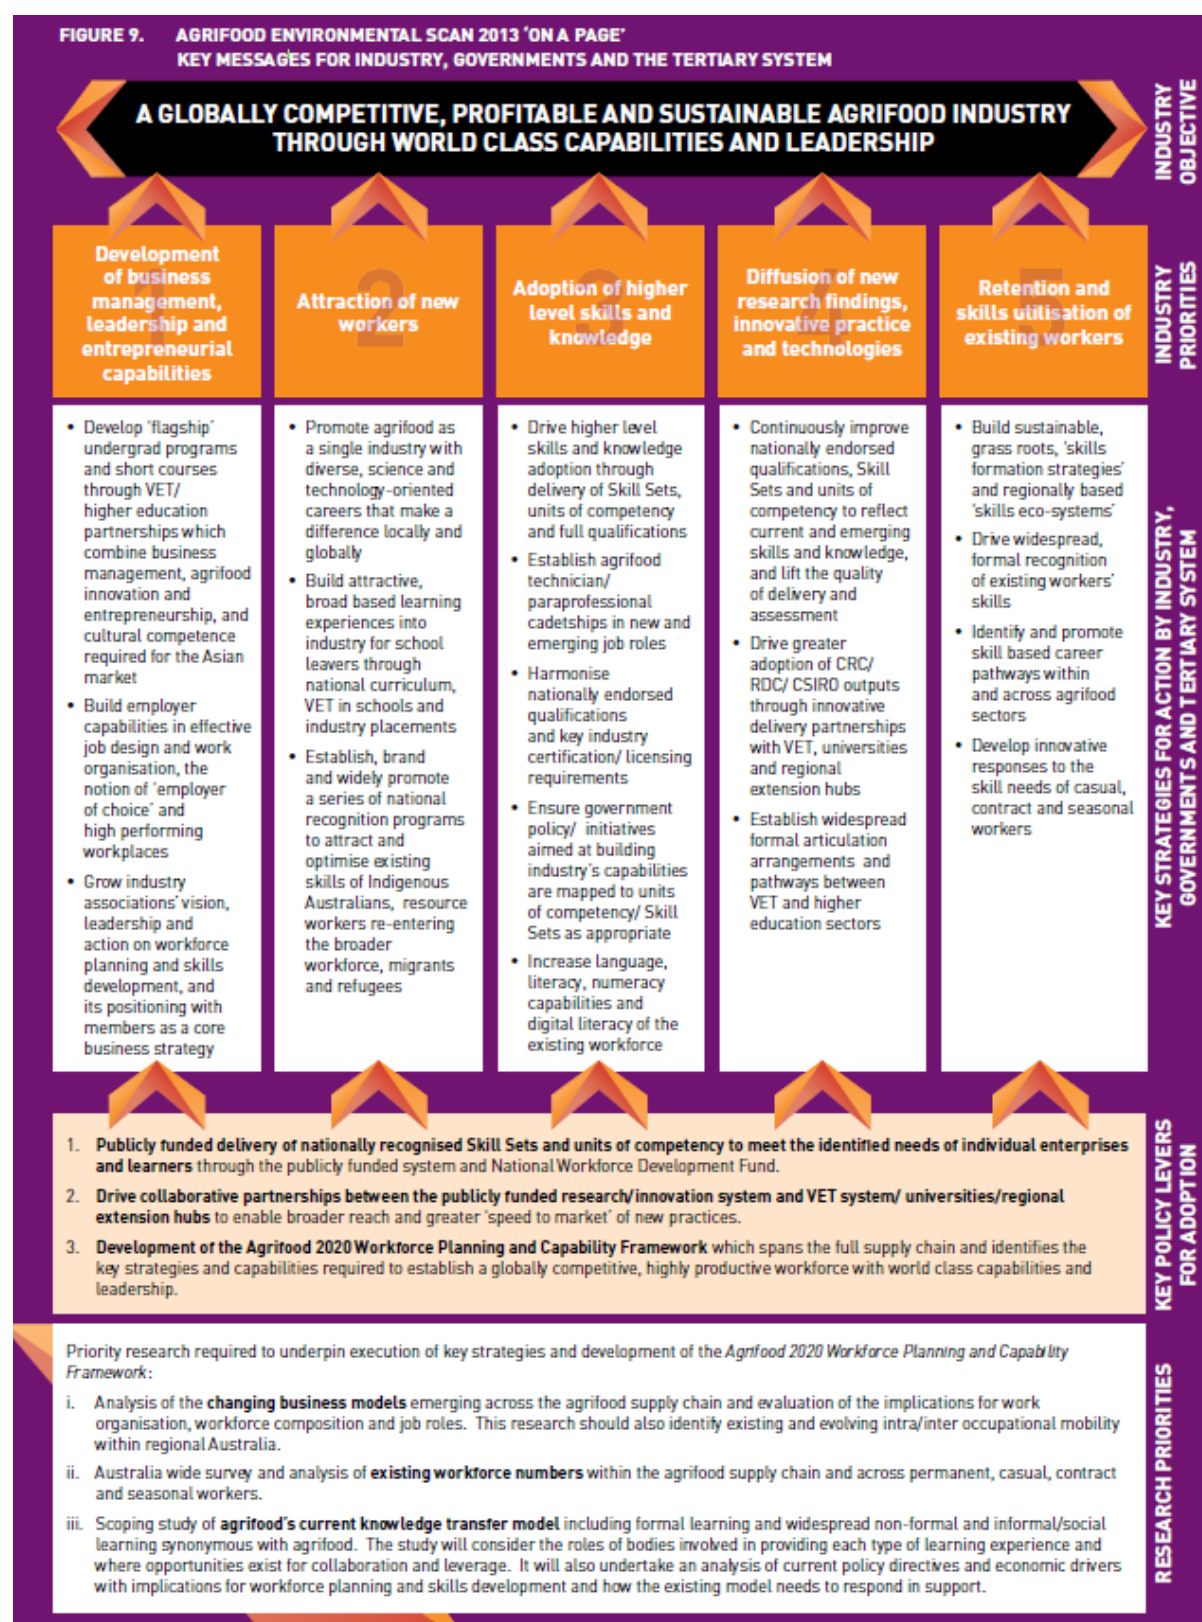 FIGURE 9. AGRIFOOD ENVIRONMENTAL SCAN 2013 'ON A PAGE'
KEY MESSAGES FOR INDUSTRY, GOVERNMENTS AND THE TERTIARY SYSTEM
A GLOBALLY COMPETITIVE, PROFITABLE AND SUSTAINABLE AGRIFOOD INDUSTRY
THROUGH WORLD CLASS CAPABILITIES AND LEADERSHIP
INDUSTRY
OBJECTIVE
1
Development
of business
management,
leadership and
entrepreneurial
capabilities
2
Attraction of new
workers
3
Adoption of higher
level skills and
knowledge
4
Diffusion of new
research findings,
innovative practice
and technologies
5
Retention and
skills utilisation of
existing workers
INDUSTRY
PRIORITIES
• Develop 'flagship'
undergrad programs
and short courses
through VET/
higher education
partnerships which
combine business
management, agrifood
innovation and
entrepreneurship, and
cultural competence
required for the Asian
market
• Build employer
capabilities in effective
job design and work
organisation, the
notion of 'employer
of choice' and
high performing
workplaces
• Grow industry
associations' vision,
leadership and
action on workforce
planning and skills
development, and
its positioning with
members as a core
business strategy
• Promote agrifood as
a single industry with
diverse, science and
technology-oriented
careers that make a
difference locally and
globally
• Build attractive,
broad based learning
experiences into
industry for school
leavers through
national curriculum,
VET in schools and
industry placements
• Establish, brand
and widely promote
a series of national
recognition programs
to attract and
optimise existing
skills of Indigenous
Australians, resource
workers re-entering
the broader
workforce, migrants
and refugees
• Drive higher level
skills and knowledge
adoption through
delivery of Skill Sets,
units of competency
and full qualifications
• Establish agrifood
technician/
paraprofessional
cadetships in new and
emerging job roles
• Harmonise
nationally endorsed
qualifications
and key industry
certification/ licensing
requirements
• Ensure government
policy/ initiatives
aimed at building
industry's capabilities
are mapped to units
of competency/ Skill
Sets as appropriate
• Increase language,
literacy, numeracy
capabilities and
digital literacy of the
existing workforce
• Continuously improve
nationally endorsed
qualifications, Skill
Sets and units of
competency to reflect
current and emerging
skills and knowledge,
and lift the quality
of delivery and
assessment
• Drive greater
adoption of CRC/
RDC/ CSIRO outputs
through innovative
delivery partnerships
with VET, universities
and regional
extension hubs
• Establish widespread
formal articulation
arrangements and
pathways between
VET and higher
education sectors
• Build sustainable,
grass roots, 'skills
formation strategies'
and regionally based
'skills eco-systems'
• Drive widespread,
formal recognition
of existing workers'
skills
• Identify and promote
skill based career
pathways within
and across agrifood
sectors
• Develop innovative
responses to the
skill needs of casual,
contract and seasonal
workers
KEY STRATEGIES FOR ACTION BY INDUSTRY,
GOVERNMENTS AND TERTIARY SYSTEM
1. Publicly funded delivery of nationally recognised Skill Sets and units of competency to meet the identified needs of individual enterprises
and learners through the publicly funded system and National Workforce Development Fund.
2. Drive collaborative partnerships between the publicly funded research/innovation system and VET system/ universities/regional
extension hubs to enable broader reach and greater 'speed to market' of new practices.
3. Development of the Agrifood 2020 Workforce Planning and Capability Framework which spans the full supply chain and identifies the
key strategies and capabilities required to establish a globally competitive, highly productive workforce with world class capabilities and
leadership.
KEY POLICY LEVERS
FOR ADOPTION
Priority research required to underpin execution of key strategies and development of the Agrifood 2020 Workforce Planning and Capability
Framework:
i. Analysis of the changing business models emerging across the agrifood supply chain and evaluation of the implications for work
organisation, workforce composition and job roles. This research should also identify existing and evolving intra/inter occupational mobility
within regional Australia.
ii. Australia wide survey and analysis of existing workforce numbers within the agrifood supply chain and across permanent, casual, contract
and seasonal workers.
iii. Scoping study of agrifood's current knowledge transfer model including formal learning and widespread non-formal and informal/social
learning synonymous with agrifood. The study will consider the roles of bodies involved in providing each type of learning experience and
where opportunities exist for collaboration and leverage. It will also undertake an analysis of current policy directives and economic drivers
with implications for workforce planning and skills development and how the existing model needs to respond in support.
RESEARCH PRIORITIES